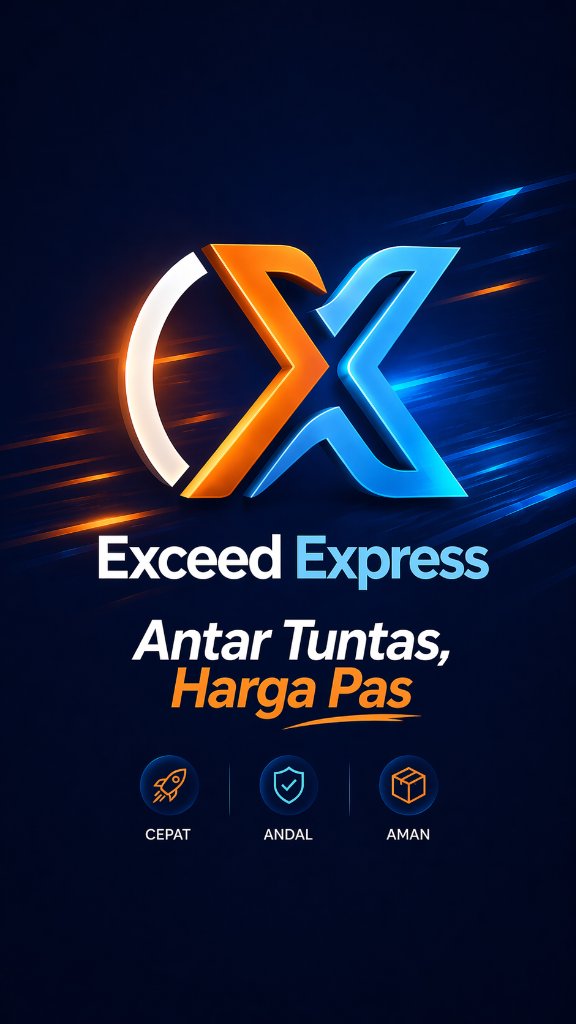 Exceed Express
Antar Tuntas,
Harga Pas
CEPAT
ANDAL
AMAN